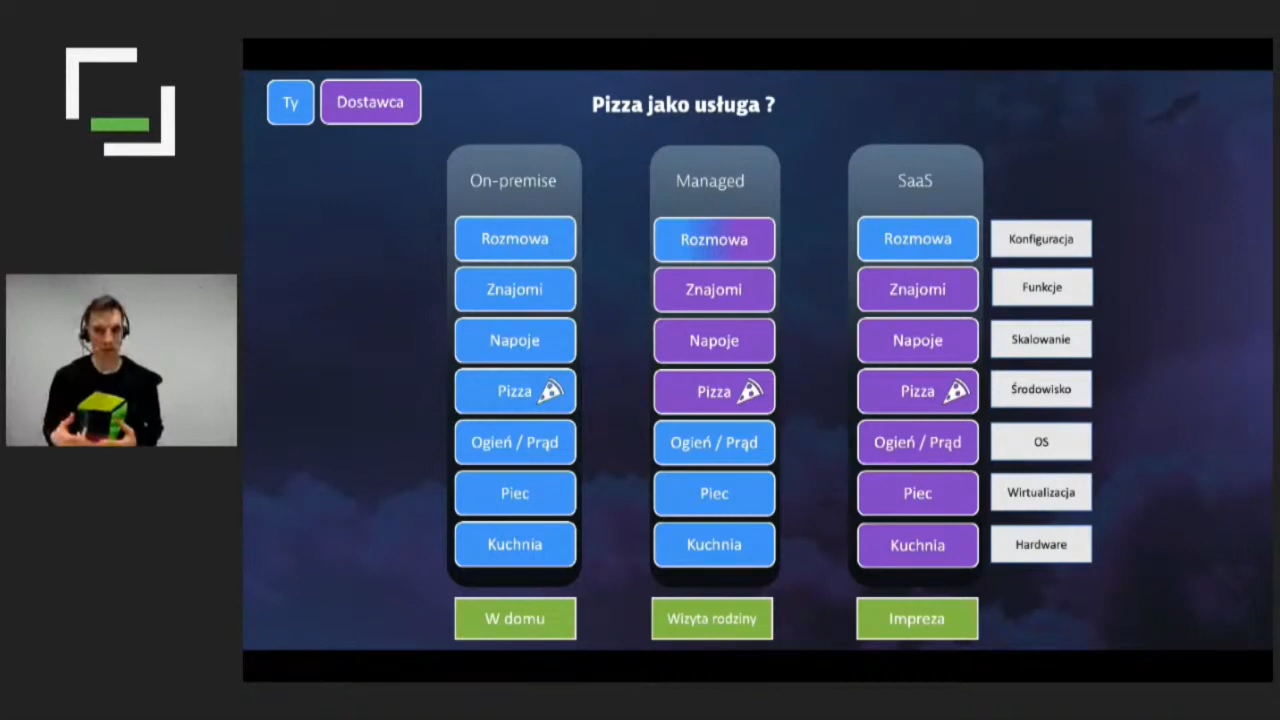 Ty
Dostawca
Pizza jako usługa ?
On-premise
Managed
SaaS
Rozmowa
Rozmowa
Rozmowa
Konfiguracja
Znajomi
Znajomi
Znajomi
Funkcje
Napoje
Napoje
Napoje
Skalowanie
Pizza
Pizza
Pizza
Środowisko
Ogień / Prąd
Ogień / Prąd
Ogień / Prąd
OS
Piec
Piec
Piec
Wirtualizacja
Kuchnia
Kuchnia
Kuchnia
Hardware
W domu
Wizyta rodziny
Impreza